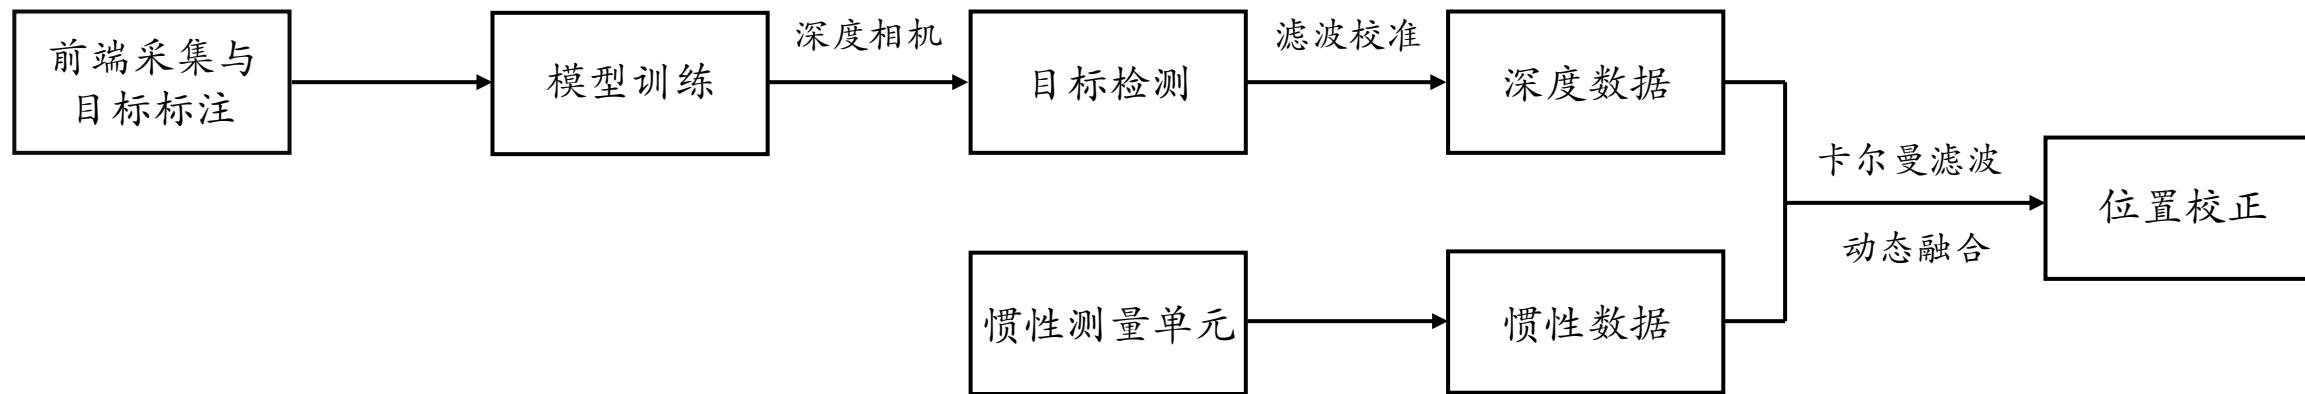 前端采集与
目标标注
模型训练
深度相机
目标检测
滤波校准
深度数据
惯性测量单元
惯性数据
卡尔曼滤波
动态融合
位置校正